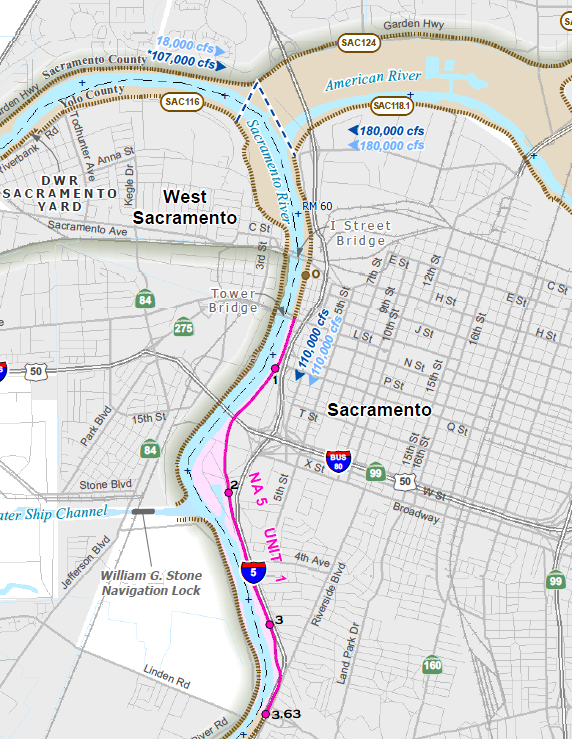 Garden Hwy
SAC
18,000 cfs
*107,000 cfs
SAC124
Sacramento County
American River
Yolo County
SAC116
SAC118.1
Garden Hwy
180,000 cfs
180,000 cfs
Riverbank Rd
Todhunter Ave
Anna St
Kegle Dr
Sacramento River
DWR
SACRAMENTO
YARD
West
Sacramento
RM 60
Sacramento Ave
C St
3rd St
I Street
Bridge
E St
7th St
12th St
C St
0
84
Tower
Bridge
5th St
9th St
10th St
H St
E St
275
110,000 cfs
110,000 cfs
L St
J St
16th St
H St
50
N St
1
P St
15th St
Park Blvd
15th St
Sacramento
T St
Q St
84
15th St
16th St
BUS
80
X St
99
50
Stone Blvd
2
5th St
W St
NA 5 UNIT 1
Broadway
ater Ship Channel
Jefferson Blvd
William G. Stone
Navigation Lock
5
4th Ave
Riverside Blvd
99
3
Land Park Dr
160
Linden Rd
3.63
River Rd